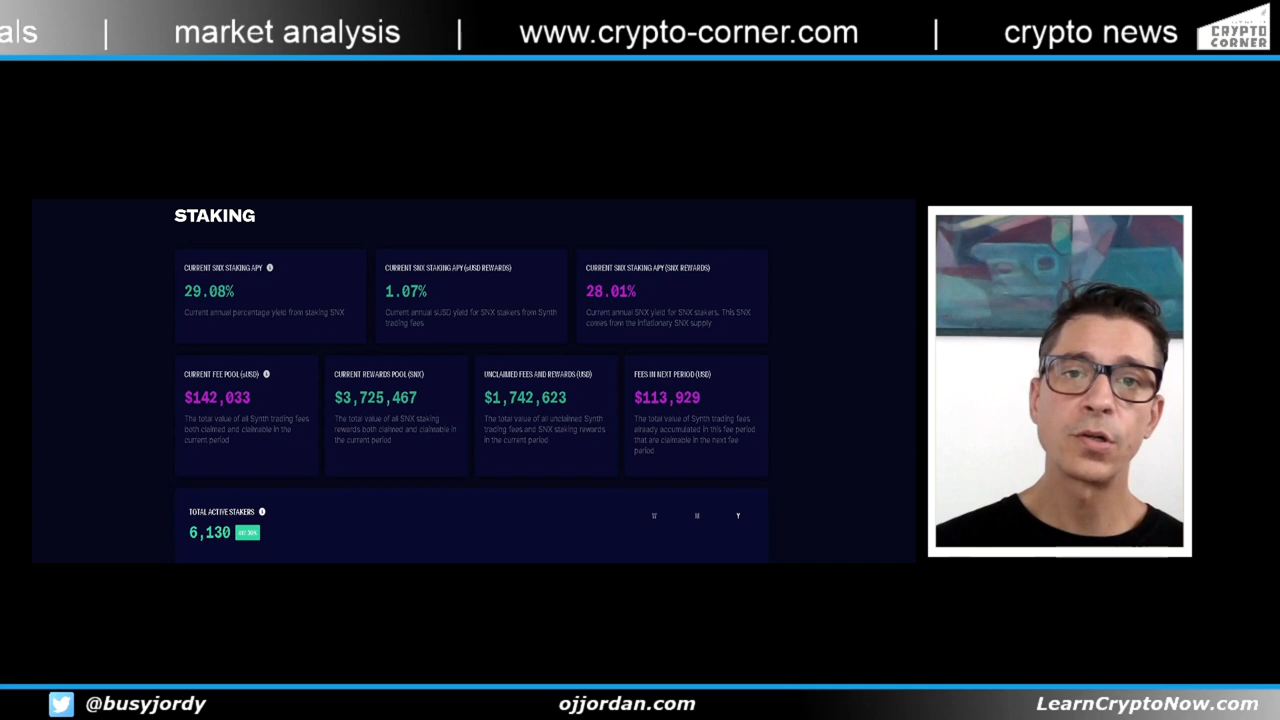 als | market analysis | www.crypto-corner.com | crypto news
CRYPTO
CORNER
STAKING
CURRENT SNX STAKING APY
29.08%
Current annual percentage yield from staking SNX
CURRENT SNX STAKING APY (sUSD REWARDS)
1.07%
Current annual sUSD yield for SNX stakers from Synth
trading fees
CURRENT SNX STAKING APY (SNX REWARDS)
28.01%
Current annual SNX yield for SNX stakers. This SNX
comes from the inflationary SNX supply
CURRENT FEE POOL (sUSD)
$142,033
The total value of all Synth trading fees
both claimed and claimable in the
current period
CURRENT REWARDS POOL (SNX)
$3,725,467
The total value of all SNX staking
rewards both claimed and claimable in
the current period
UNCLAIMED FEES AND REWARDS (USD)
$1,742,623
The total value of all unclaimed Synth
trading fees and SNX staking rewards
in the current period
FEES IN NEXT PERIOD (USD)
$113,929
The total value of Synth trading fees
already accumulated in this fee period
that are claimable in the next fee
period
TOTAL ACTIVE STAKERS
W M Y
6,130
@busyjordy
ojjordan.com
LearnCryptoNow.com